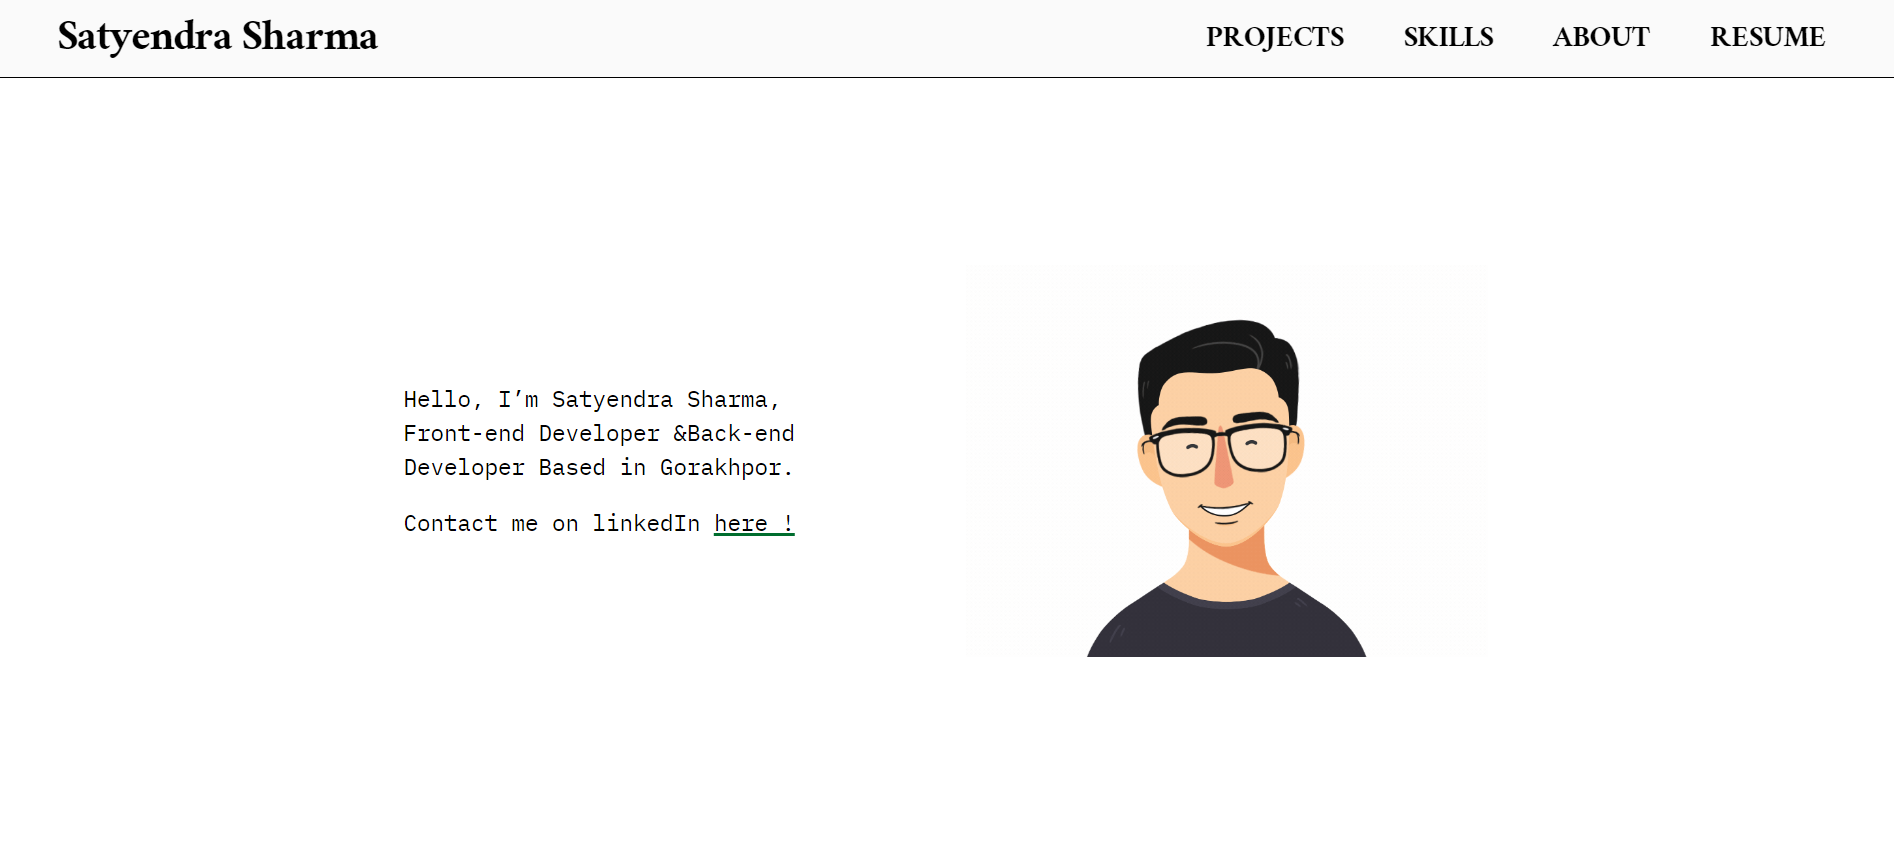 Satyendra Sharma
PROJECTS SKILLS ABOUT RESUME
Hello, I’m Satyendra Sharma,
Front-end Developer &Back-end
Developer Based in Gorakhpor.
Contact me on linkedIn here !